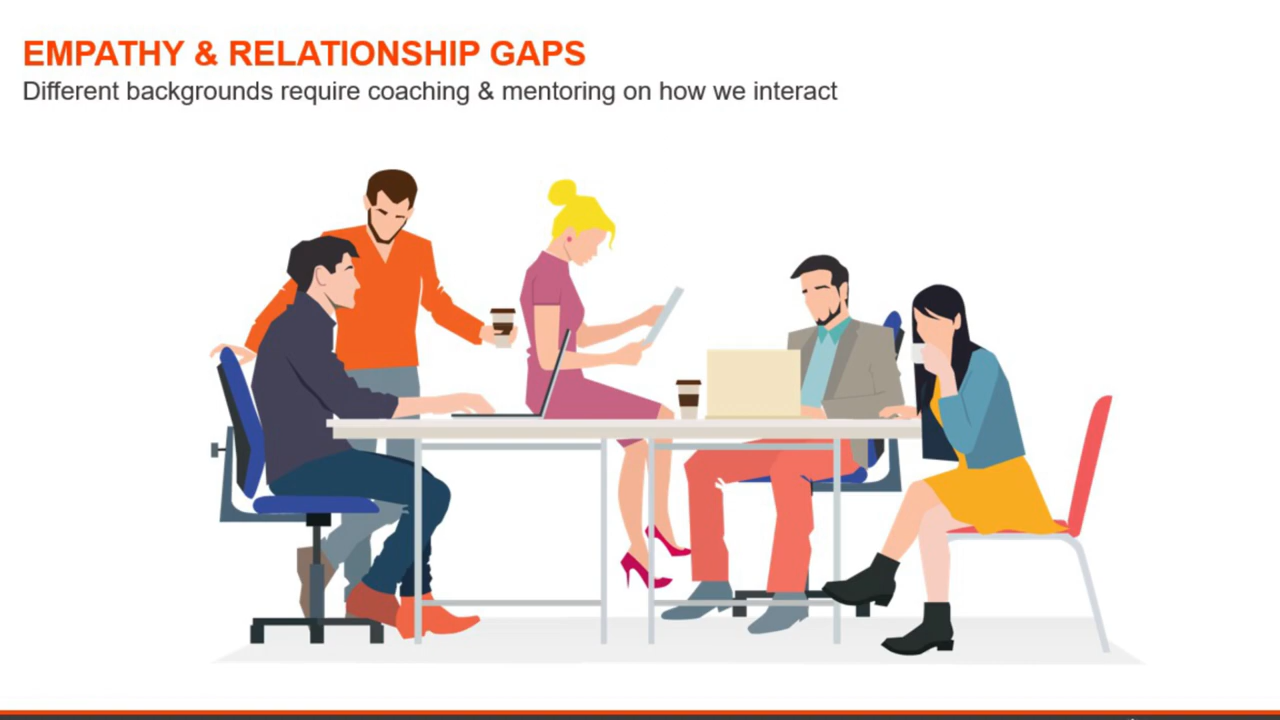 EMPATHY & RELATIONSHIP GAPS
Different backgrounds require coaching & mentoring on how we interact